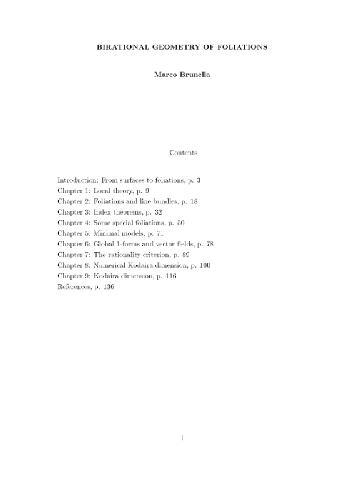 BIRATIONAL GEOMETRY OF FOLIATIONS
Marco Brunella
Contents
Introduction: From surfaces to foliations, p. 3
Chapter 1: Local theory, p. 9
Chapter 2: Foliations and line bundles, p. 18
Chapter 3: Index theorems, p. 32
Chapter 4: Some special foliations, p. 50
Chapter 5: Minimal models, p. 71
Chapter 6: Global 1-forms and vector fields, p. 78
Chapter 7: The rationality criterion, p. 89
Chapter 8: Numerical Kodaira dimension, p. 100
Chapter 9: Kodaira dimension, p. 116
References, p. 136
1